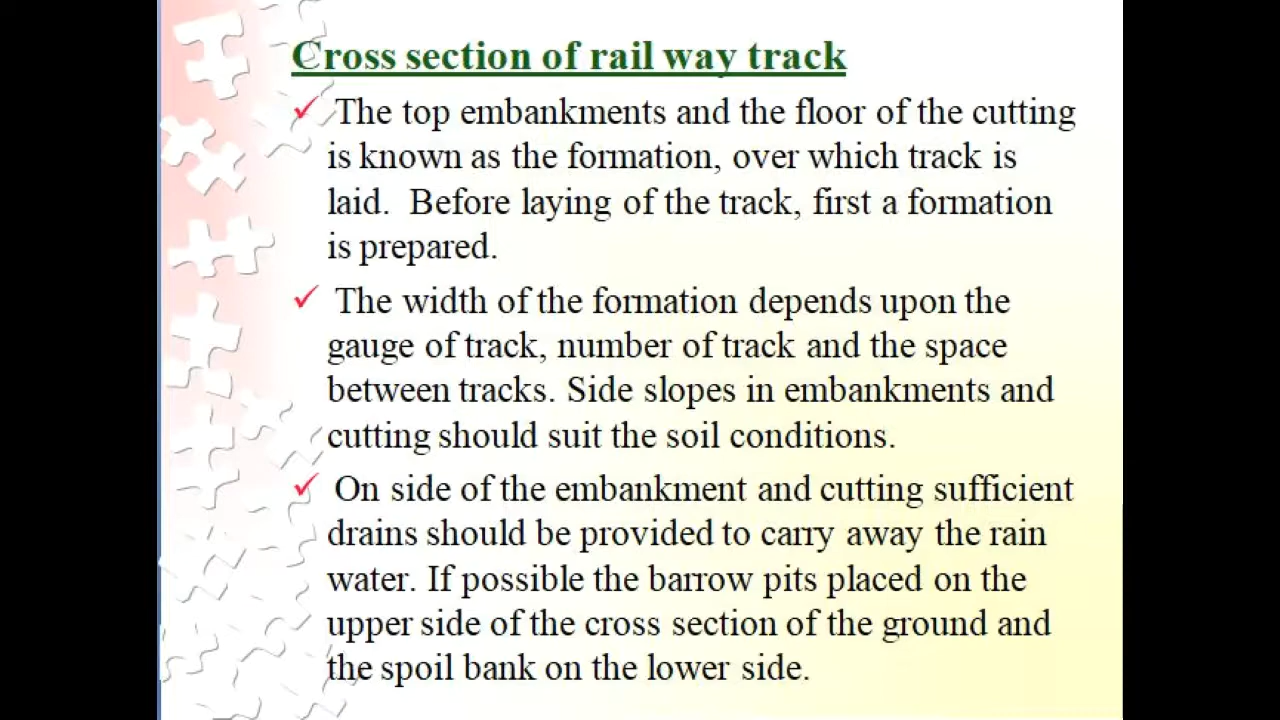 Cross section of rail way track
✓ The top embankments and the floor of the cutting
is known as the formation, over which track is
laid. Before laying of the track, first a formation
is prepared.
✓ The width of the formation depends upon the
gauge of track, number of track and the space
between tracks. Side slopes in embankments and
cutting should suit the soil conditions.
✓ On side of the embankment and cutting sufficient
drains should be provided to carry away the rain
water. If possible the barrow pits placed on the
upper side of the cross section of the ground and
the spoil bank on the lower side.